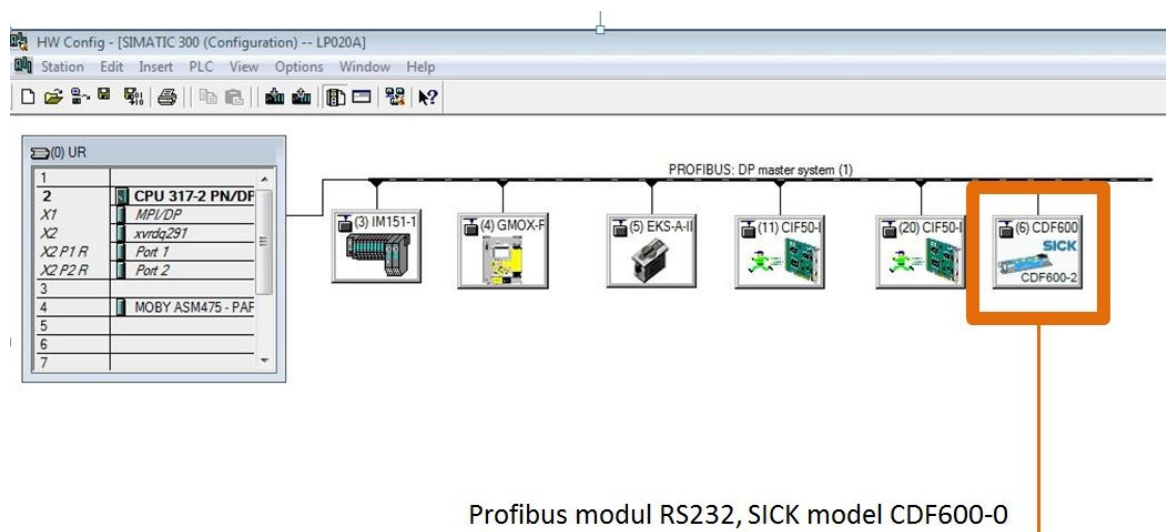 HW Config - [SIMATIC 300 (Configuration) -- LP020A]
Station Edit Insert PLC View Options Window Help
(0) UR
1
2 CPU 317-2 PN/DP
X1 MPI/DP
X2 xvrdq291
X2 P1 R Port 1
X2 P2 R Port 2
3
4 MOBY ASM475 - PAR
5
6
7
PROFIBUS: DP master system (1)
(3) IM151-1
(4) GMOX-F
(5) EKS-A-II
(11) CIF50-
(20) CIF50-
(6) CDF600
SICK
CDF600-2
Profibus modul RS232, SICK model CDF600-0